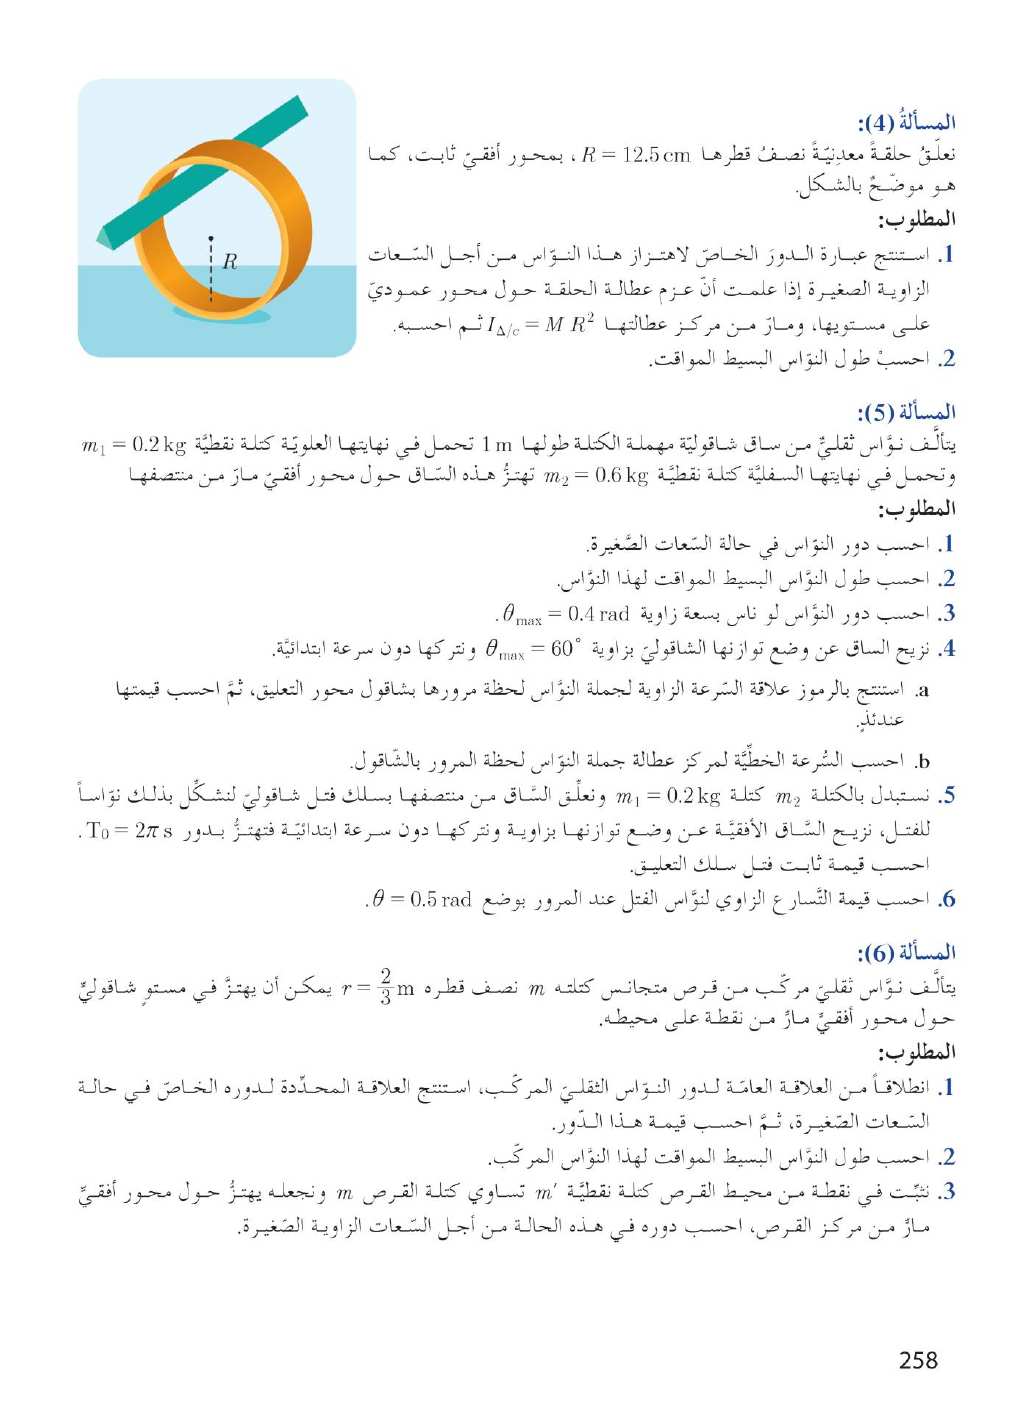 المسألةُ (4):
نعلّقُ حلقةً معدنيّةً نصفُ قطرها R = 12.5 cm ، بمحور أفقيّ ثابت، كما
هو موضّحٌ بالشكل.
المطلوب:
1. استنتج عبارة الدورَ الخاصّ لاهتزاز هذا النوّاس من أجل السّعات
الزاوية الصغيرة إذا علمت أنّ عزم عطالة الحلقة حول محور عموديّ
على مستويها، ومارّ من مركز عطالتها I_{Δ/c} = M R² ثم احسبه.
2. احسبْ طول النوّاس البسيط المواقت.
R
المسألة (5):
يتألّف نوَّاس ثقليٌّ من ساق شاقوليّة مهملة الكتلة طولها 1 m تحمل في نهايتها العلويّة كتلة نقطيَّة m₁ = 0.2 kg
وتحمل في نهايتها السفليَّة كتلة نقطيَّة m₂ = 0.6 kg تهتزُّ هذه السّاق حول محور أفقيّ مارّ من منتصفها
المطلوب:
1. احسب دور النوّاس في حالة السّعات الصَّغيرة.
2. احسب طول النوَّاس البسيط المواقت لهذا النوَّاس.
3. احسب دور النوَّاس لو ناس بسعة زاوية θmax = 0.4 rad .
4. نزيح الساق عن وضع توازنها الشاقوليّ بزاوية θmax = 60° ونتركها دون سرعة ابتدائيَّة.
a. استنتج بالرموز علاقة السّرعة الزاوية لجملة النوَّاس لحظة مرورها بشاقول محور التعليق، ثمَّ احسب قيمتها
عندئذٍ.
b. احسب السُّرعة الخطِّيَّة لمركز عطالة جملة النوّاس لحظة المرور بالشّاقول.
5. نستبدل بالكتلة m₂ كتلة m₁ = 0.2 kg ونعلّق السَّاق من منتصفها بسلك فتل شاقوليّ لنشكِّل بذلك نوّاساً
للفتل، نزيح السَّاق الأفقيَّة عن وضع توازنها بزاوية ونتركها دون سرعة ابتدائيّة فتهتزُّ بدور T₀ = 2π s .
احسب قيمة ثابت فتل سلك التعليق.
6. احسب قيمة التَّسارع الزاوي لنوَّاس الفتل عند المرور بوضع θ = 0.5 rad .
المسألة (6):
يتألَّف نوَّاس ثقليّ مركّب من قرص متجانس كتلته m نصف قطره r = 2/3 m يمكن أن يهتزَّ في مستوٍ شاقوليٍّ
حول محور أفقيٍّ مارٍّ من نقطة على محيطه.
المطلوب:
1. انطلاقاً من العلاقة العامّة لدور النوّاس الثقليّ المركّب، استنتج العلاقة المحدِّدة لدوره الخاصّ في حالة
السّعات الصّغيرة، ثمَّ احسب قيمة هذا الدّور.
2. احسب طول النوَّاس البسيط المواقت لهذا النوَّاس المركّب.
3. نثبِّت في نقطة من محيط القرص كتلة نقطيَّة m′ تساوي كتلة القرص m ونجعله يهتزُّ حول محور أفقيٍّ
مارٍّ من مركز القرص، احسب دوره في هذه الحالة من أجل السّعات الزاوية الصّغيرة.
258